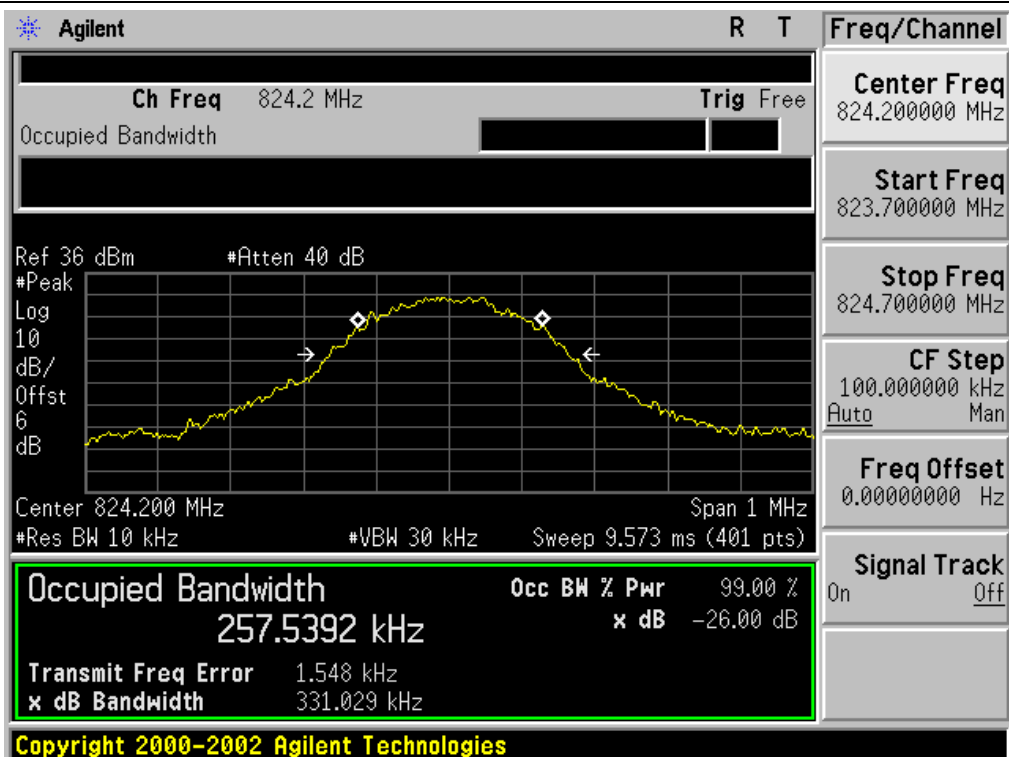 Agilent R T
Ch Freq 824.2 MHz Trig Free
Occupied Bandwidth
Ref 36 dBm #Atten 40 dB
#Peak
Log
10
dB/
Offst
6
dB
Center 824.200 MHz Span 1 MHz
#Res BW 10 kHz #VBW 30 kHz Sweep 9.573 ms (401 pts)
Occupied Bandwidth Occ BW % Pwr 99.00 %
257.5392 kHz x dB -26.00 dB
Transmit Freq Error 1.548 kHz
x dB Bandwidth 331.029 kHz
Copyright 2000-2002 Agilent Technologies
Freq/Channel
Center Freq
824.200000 MHz
Start Freq
823.700000 MHz
Stop Freq
824.700000 MHz
CF Step
100.000000 kHz
Auto Man
Freq Offset
0.00000000 Hz
Signal Track
On Off